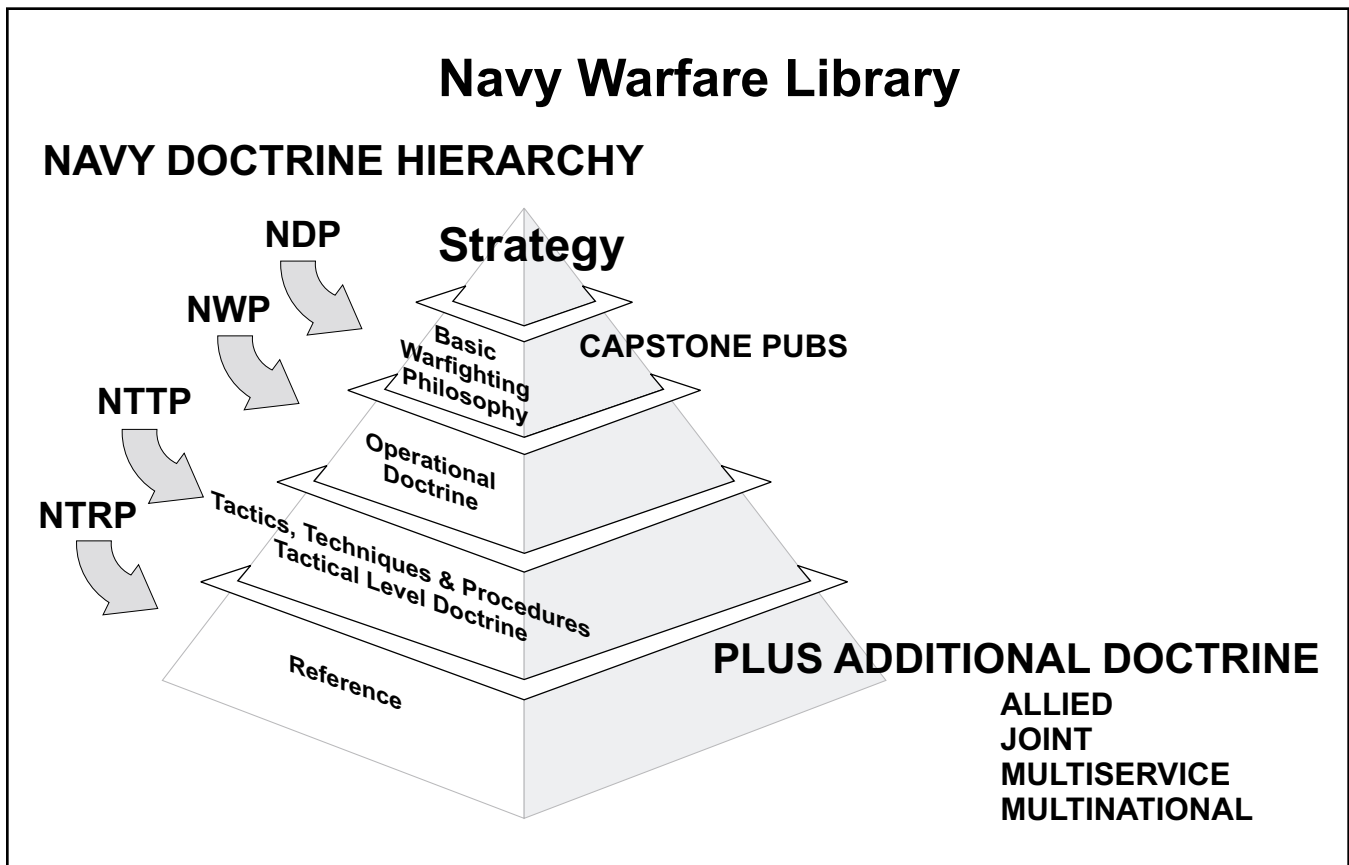 Navy Warfare Library
NAVY DOCTRINE HIERARCHY
NDP
Strategy
NWP
Basic
Warfighting
Philosophy
CAPSTONE PUBS
NTTP
Operational
Doctrine
NTRP
Tactics, Techniques & Procedures
Tactical Level Doctrine
Reference
PLUS ADDITIONAL DOCTRINE
ALLIED
JOINT
MULTISERVICE
MULTINATIONAL